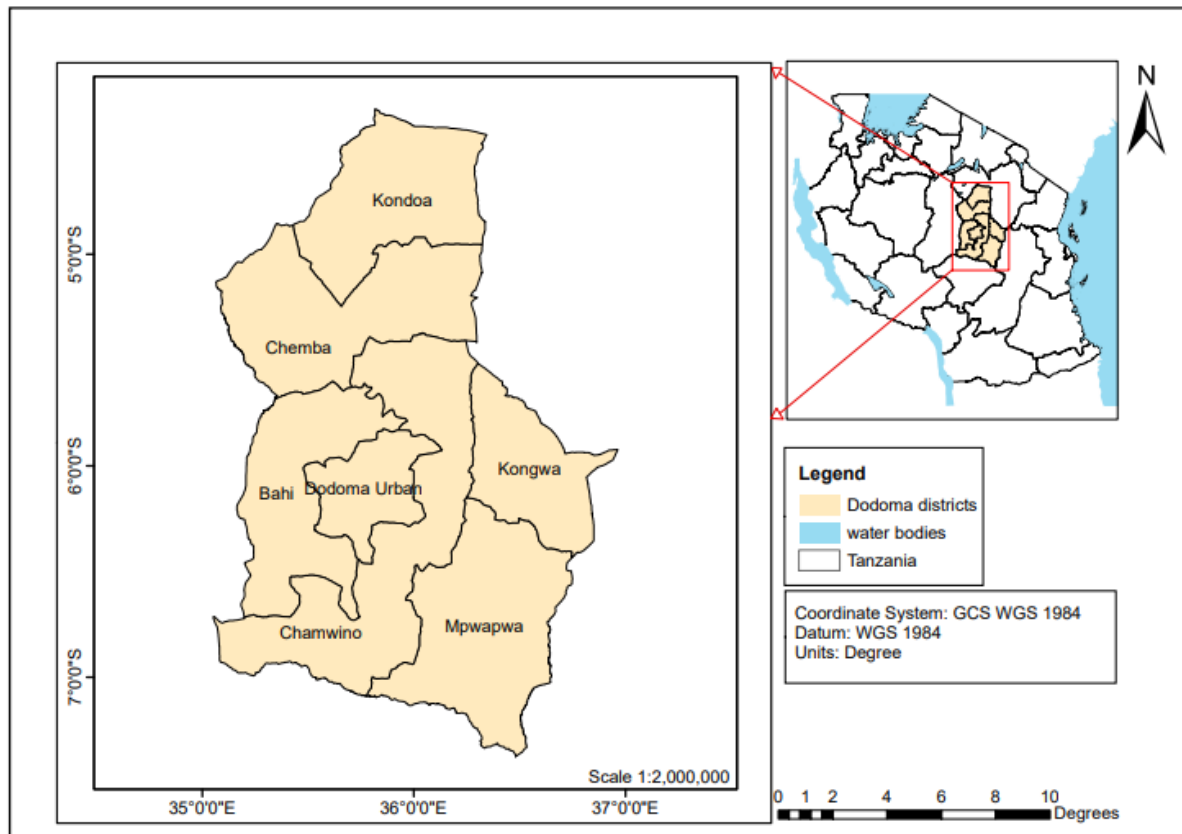 N
Kondoa
5°0'0"S
Chemba
6°0'0"S
Kongwa
Bahi
Dodoma Urban
Chamwino
Mpwapwa
7°0'0"S
Scale 1:2,000,000
35°0'0"E 36°0'0"E 37°0'0"E
Legend
Dodoma districts
water bodies
Tanzania
Coordinate System: GCS WGS 1984
Datum: WGS 1984
Units: Degree
0 1 2 4 6 8 10
Degrees